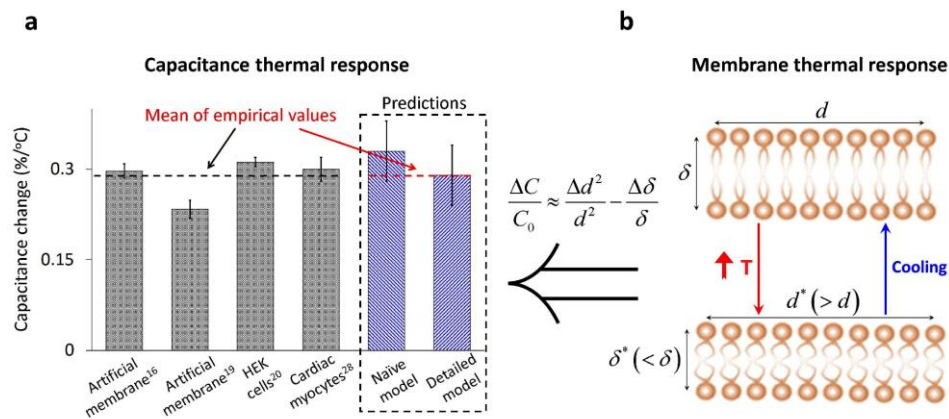 a
Capacitance thermal response
Capacitance change (%/°C)
0.3
0.15
0
Mean of empirical values
Predictions
Artificial
membrane¹⁶
Artificial
membrane¹⁹
HEK
cells²⁰
Cardiac
myocytes²⁸
Naïve
model
Detailed
model
ΔC/C₀ ≈ Δd²/d² − Δδ/δ
b
Membrane thermal response
d
δ
T
Cooling
d* (> d)
δ* (< δ)